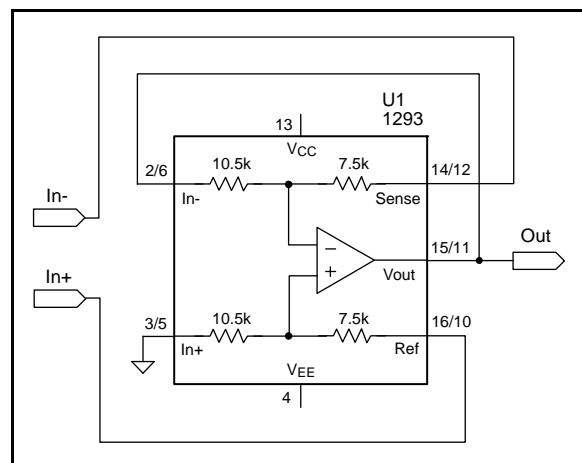 U1
1293
13
VCC
2/6
10.5k
7.5k
14/12
In-
In-
Sense
−
15/11
Out
+
Vout
In+
3/5
10.5k
7.5k
16/10
In+
Ref
VEE
4